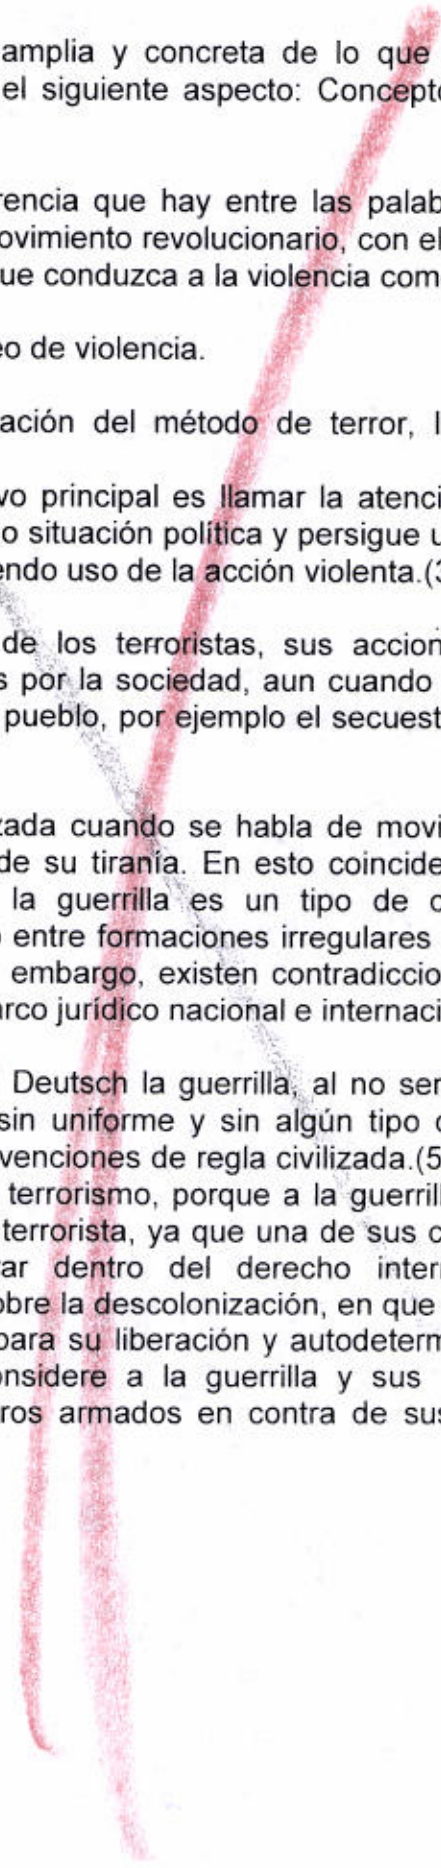 amplia y concreta de lo que
el siguiente aspecto: Concepto
rencia que hay entre las palab
ovimiento revolucionario, con el
ue conduzca a la violencia com
eo de violencia.
ación del método de terror, l
vo principal es llamar la atenci
o situación política y persigue u
endo uso de la acción violenta.(3
de los terroristas, sus accion
s por la sociedad, aun cuando
pueblo, por ejemplo el secuest
zada cuando se habla de movi
de su tiranía. En esto coincide
la guerrilla es un tipo de c
o entre formaciones irregulares
embargo, existen contradiccio
arco jurídico nacional e internaci
Deutsch la guerrilla, al no ser
sin uniforme y sin algún tipo d
venciones de regla civilizada.(5
terrorismo, porque a la guerrill
terrorista, ya que una de sus c
ar dentro del derecho interr
obre la descolonización, en que
para su liberación y autodeterm
onsidere a la guerrilla y sus
ros armados en contra de sus